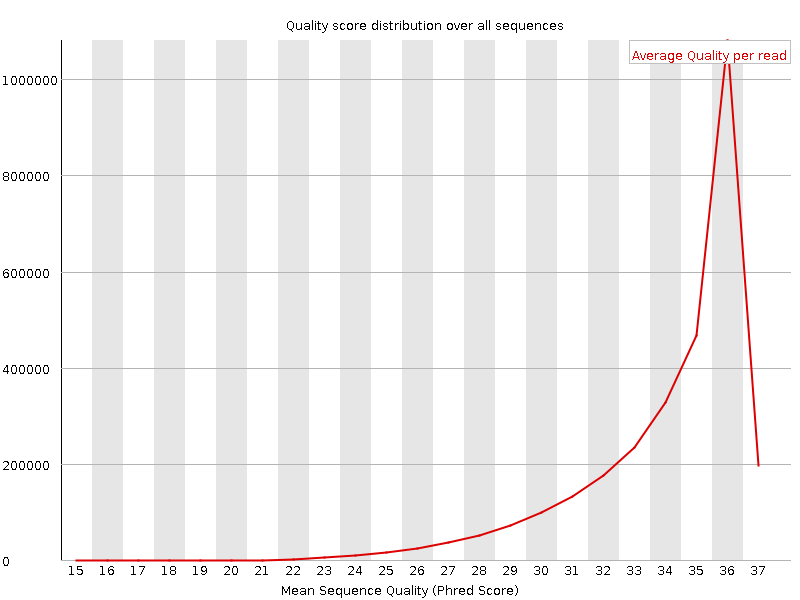 Quality score distribution over all sequences
Average Quality per read
1000000
800000
600000
400000
200000
0
15 16 17 18 19 20 21 22 23 24 25 26 27 28 29 30 31 32 33 34 35 36 37
Mean Sequence Quality (Phred Score)